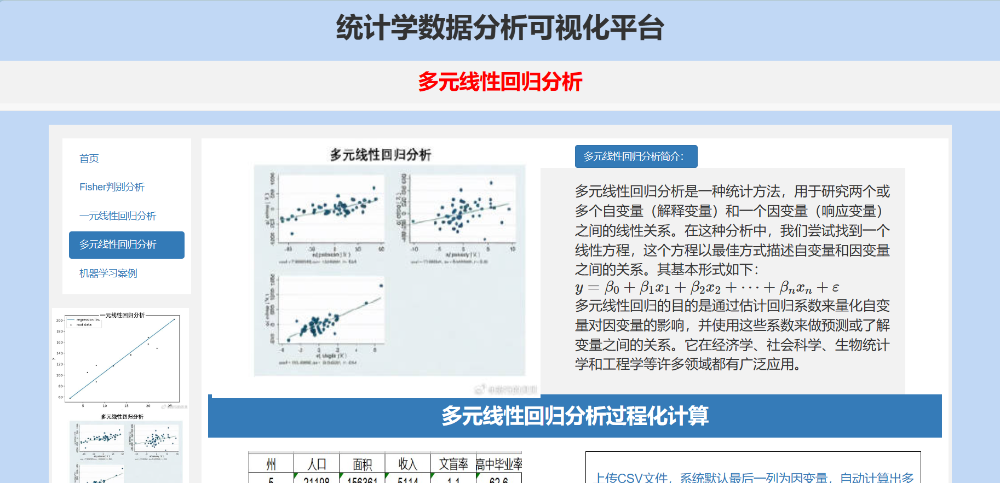 统计学数据分析可视化平台
多元线性回归分析
首页
Fisher判别分析
一元线性回归分析
多元线性回归分析
机器学习案例
一元线性回归分析
regression line
root data
200
180
160
140
120
100
80
60
5
10
15
20
25
多元线性回归分析
多元线性回归分析
多元线性回归分析简介：
多元线性回归分析是一种统计方法，用于研究两个或
多个自变量（解释变量）和一个因变量（响应变量）
之间的线性关系。在这种分析中，我们尝试找到一个
线性方程，这个方程以最佳方式描述自变量和因变量
之间的关系。其基本形式如下：
y = β₀ + β₁x₁ + β₂x₂ + ⋯ + βₙxₙ + ε
多元线性回归的目的是通过估计回归系数来量化自变
量对因变量的影响，并使用这些系数来做预测或了解
变量之间的关系。它在经济学、社会科学、生物统计
学和工程学等许多领域都有广泛应用。
多元线性回归分析过程化计算
州 人口 面积 收入 文盲率 高中毕业率
5 21198 156361 5114 1.1 62.6
上传CSV文件，系统默认最后一列为因变量，自动计算出多